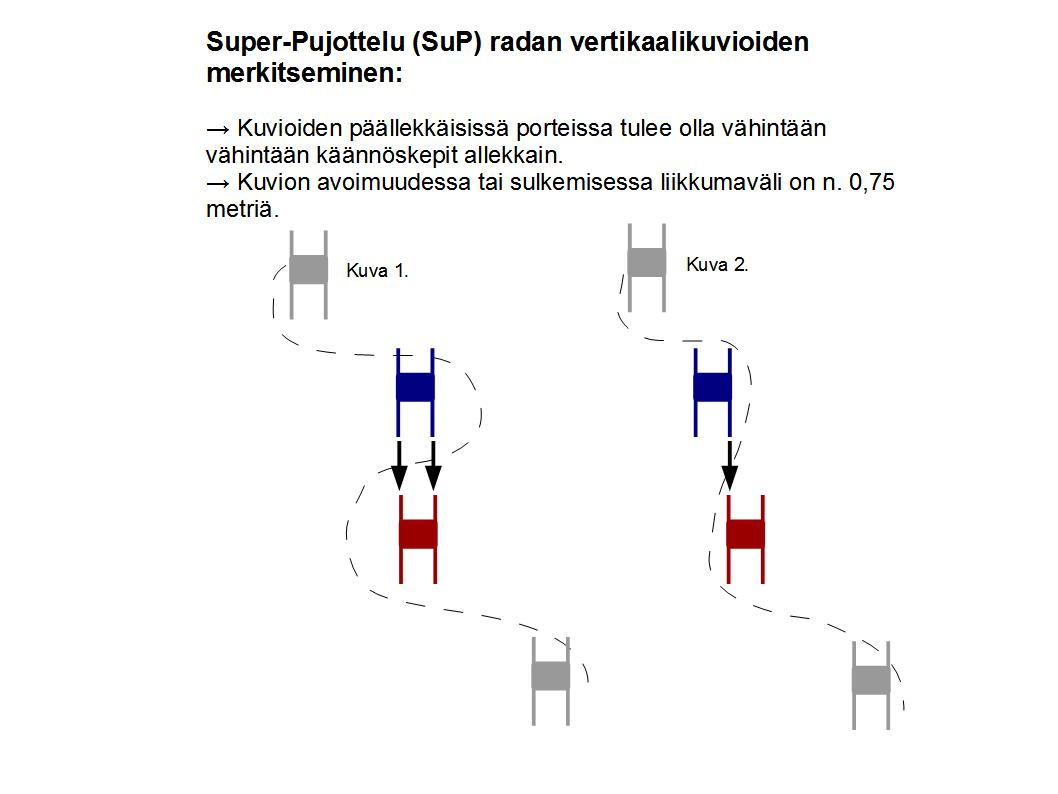 Super-Pujottelu (SuP) radan vertikaalikuvioiden
merkitseminen:
→ Kuvioiden päällekkäisissä porteissa tulee olla vähintään
vähintään käännöskepit allekkain.
→ Kuvion avoimuudessa tai sulkemisessa liikkumaväli on n. 0,75
metriä.
Kuva 1.
Kuva 2.